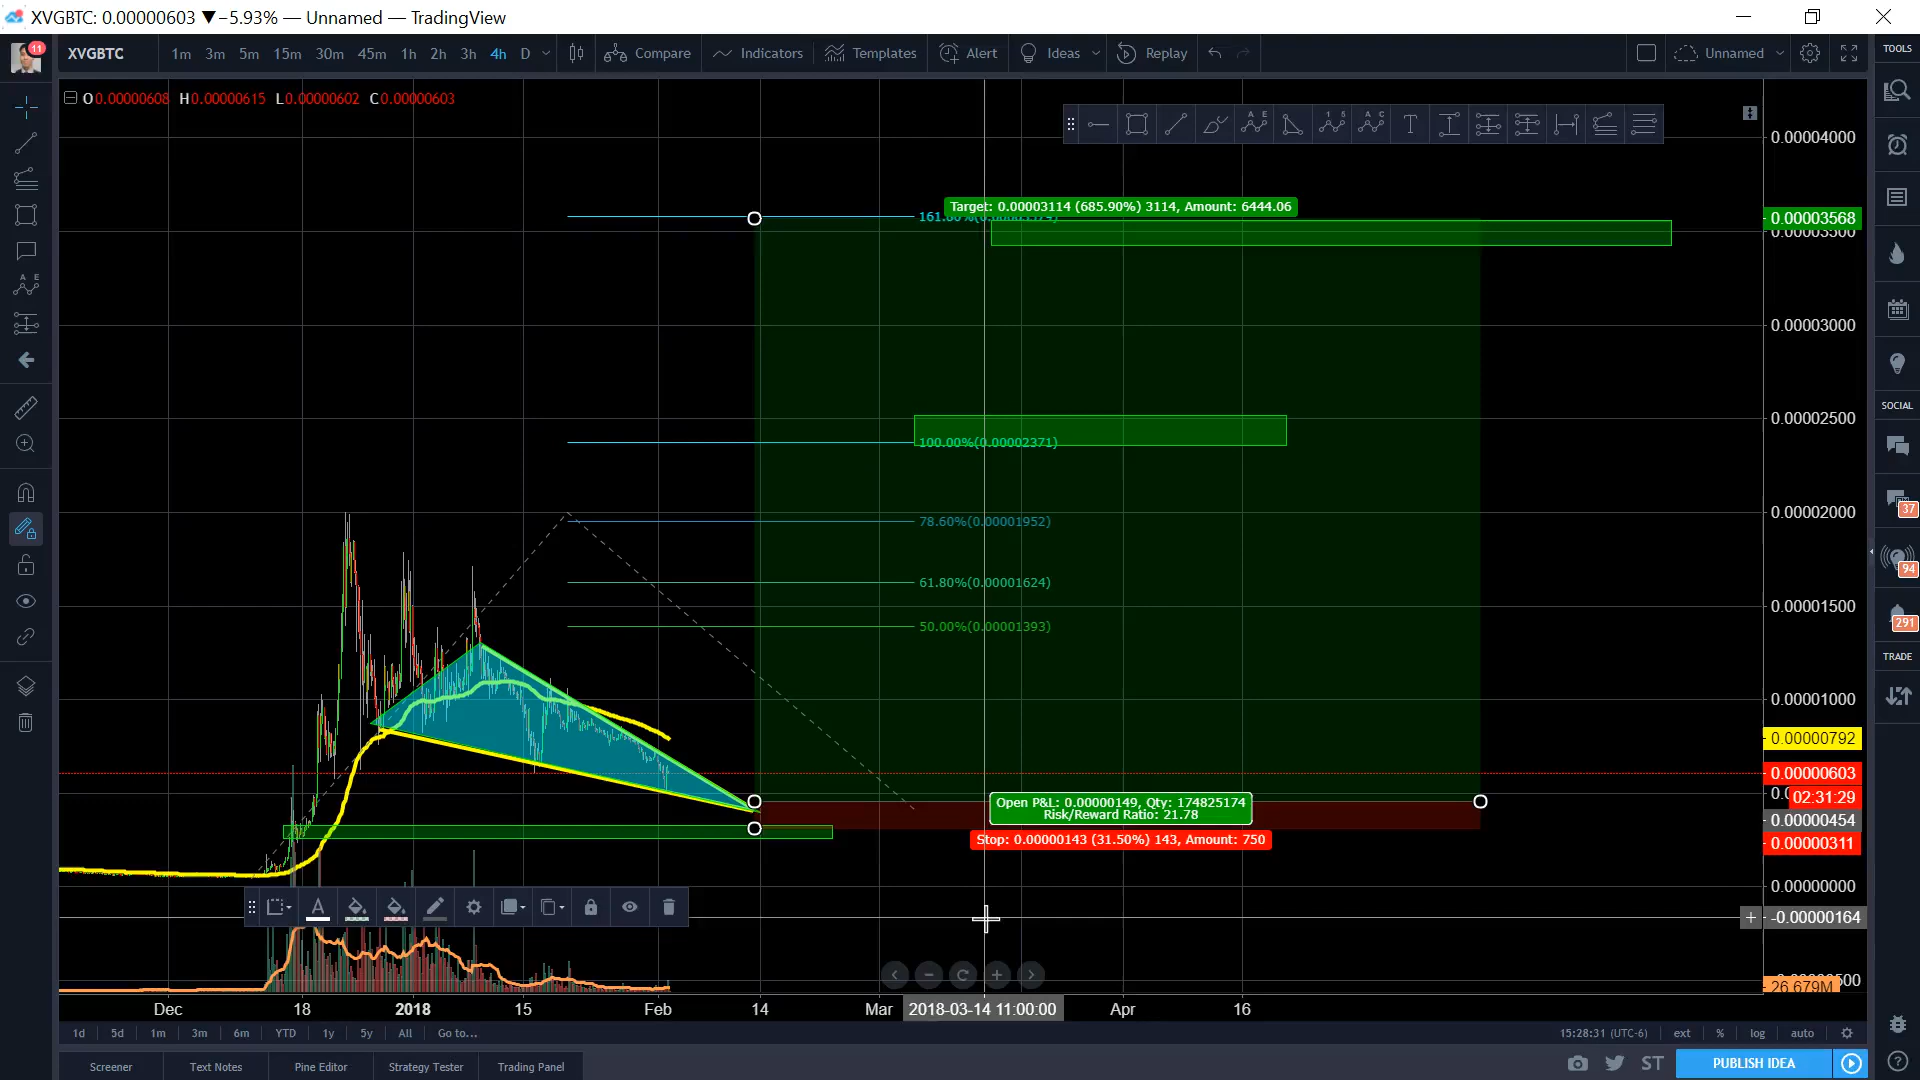 XVGBTC: 0.00000603 ▼−5.93% — Unnamed — TradingView
11
XVGBTC
1m 3m 5m 15m 30m 45m 1h 2h 3h 4h D
Compare
Indicators
Templates
Alert
Ideas
Replay
Unnamed
TOOLS
O0.00000608 H0.00000615 L0.00000602 C0.00000603
0.00004000
Target: 0.00003114 (685.90%) 3114, Amount: 6444.06
0.00003568
0.00003500
0.00003000
SOCIAL
0.00002500
100.00%(0.00002371)
0.00002000
37
78.60%(0.00001952)
94
61.80%(0.00001624)
0.00001500
50.00%(0.00001393)
291
TRADE
0.00001000
0.00000792
0.00000603
02:31:29
Open P&L: 0.00000149, Qty: 174825174
Risk/Reward Ratio: 21.78
0.00000454
Stop: 0.00000143 (31.50%) 143, Amount: 750
0.00000311
0.00000000
-0.00000164
26.679M
Dec 18 2018 15 Feb 14 Mar 2018-03-14 11:00:00 Apr 16
1d 5d 1m 3m 6m YTD 1y 5y All Go to...
15:28:31 (UTC-6) ext % log auto
Screener Text Notes Pine Editor Strategy Tester Trading Panel
ST
PUBLISH IDEA